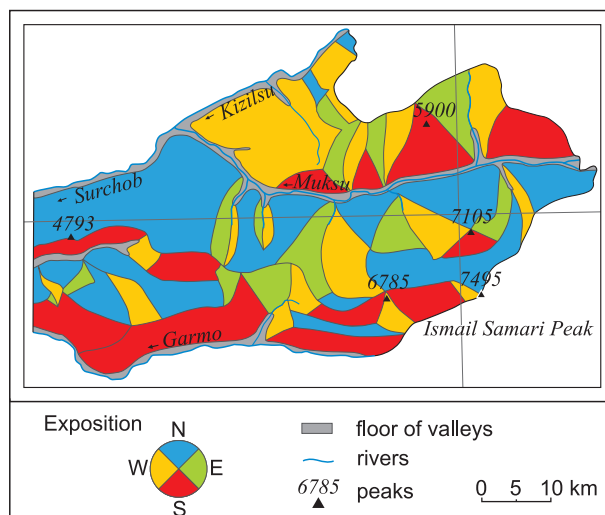 5900
Kizilsu
Muksu
Surchob
4793
7105
6785
7495
Ismail Samari Peak
Garmo
Exposition
N
W E
S
floor of valleys
rivers
6785 peaks
0 5 10 km